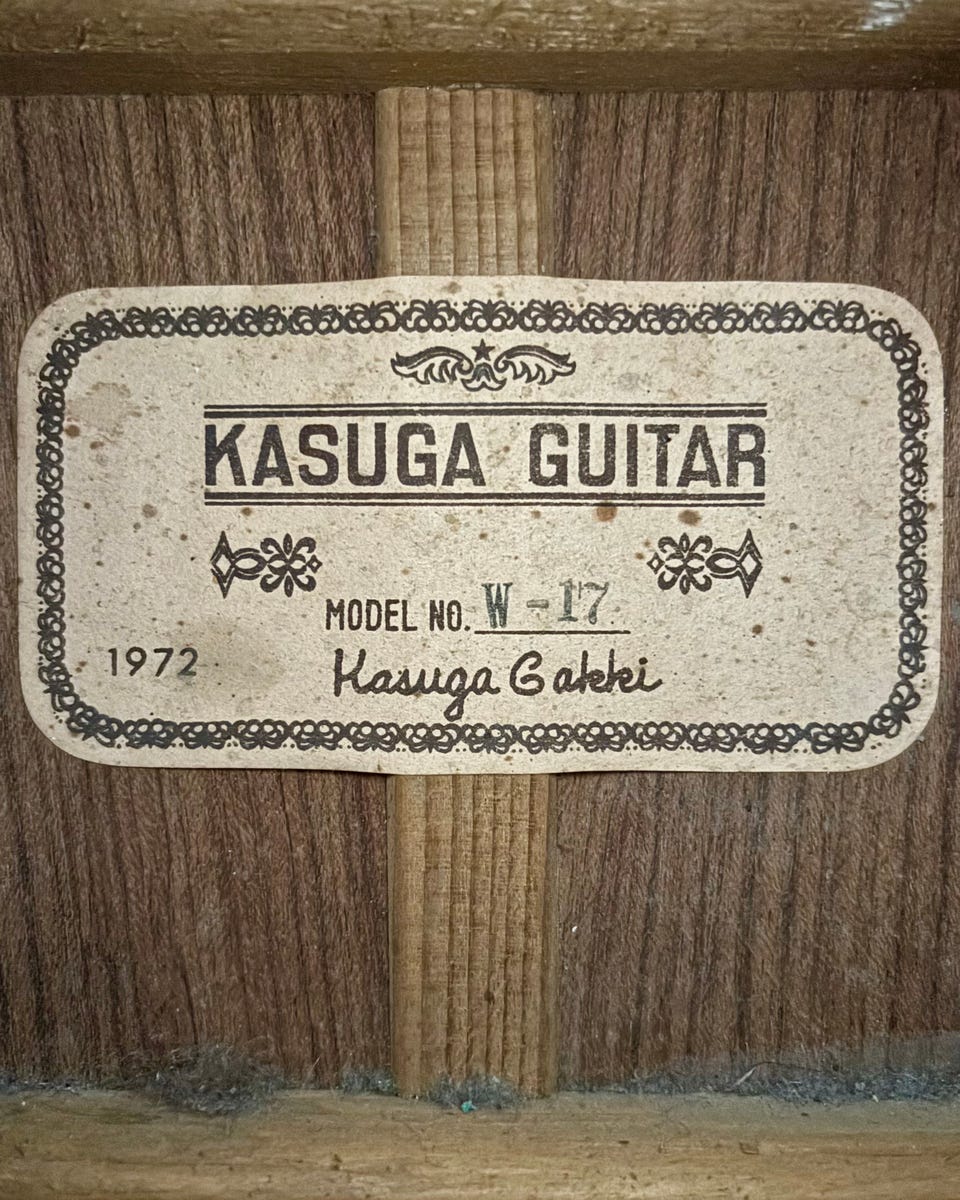 KASUGA GUITAR
MODEL NO. W-17
1972
Kasuga Gakki